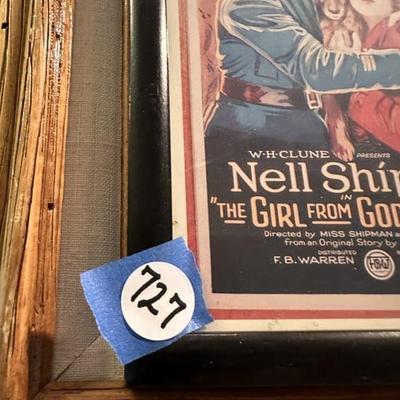 W·H·CLUNE PRESENTS
Nell Ship
IN
"THE GIRL FROM GOD
Directed by MISS SHIPMAN
from an Original Story by
DISTRIBUTED
F. B. WARREN
727